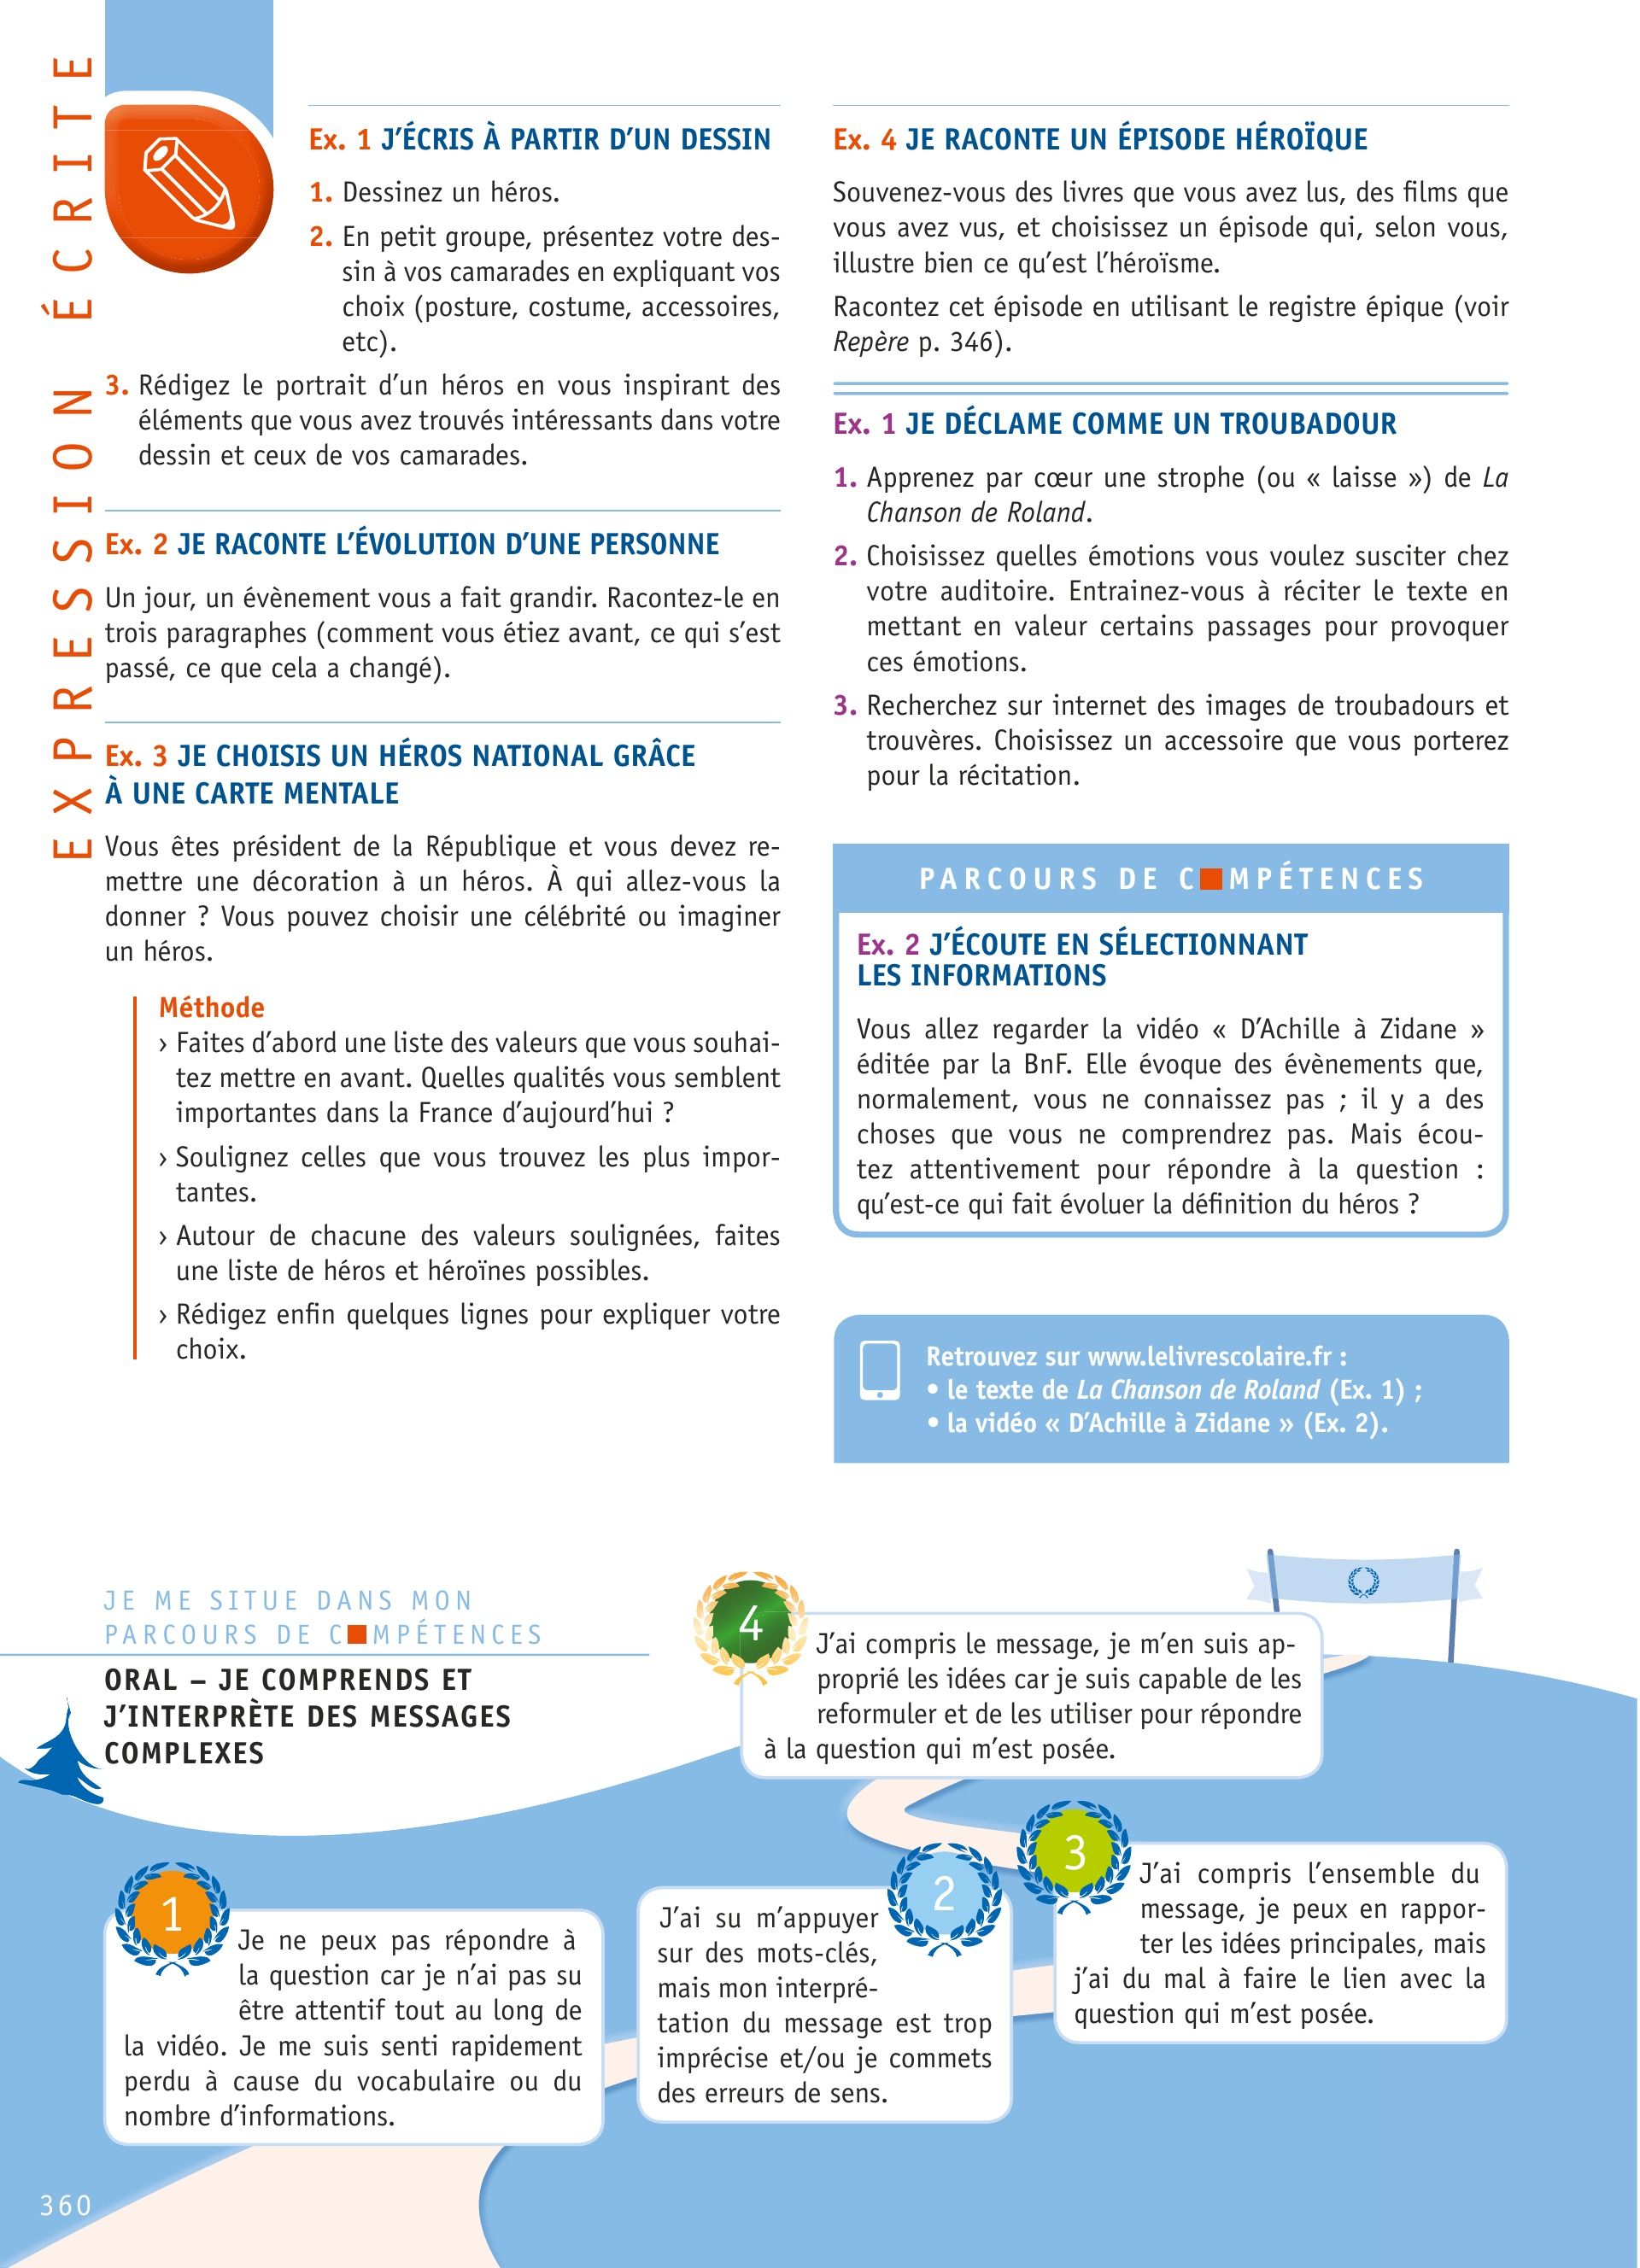 EXPRESSION ÉCRITE
Ex. 1 J’ÉCRIS À PARTIR D’UN DESSIN
1. Dessinez un héros.
2. En petit groupe, présentez votre des-
sin à vos camarades en expliquant vos
choix (posture, costume, accessoires,
etc).
3. Rédigez le portrait d’un héros en vous inspirant des
éléments que vous avez trouvés intéressants dans votre
dessin et ceux de vos camarades.
Ex. 2 JE RACONTE L’ÉVOLUTION D’UNE PERSONNE
Un jour, un évènement vous a fait grandir. Racontez-le en
trois paragraphes (comment vous étiez avant, ce qui s’est
passé, ce que cela a changé).
Ex. 3 JE CHOISIS UN HÉROS NATIONAL GRÂCE
À UNE CARTE MENTALE
Vous êtes président de la République et vous devez re-
mettre une décoration à un héros. À qui allez-vous la
donner ? Vous pouvez choisir une célébrité ou imaginer
un héros.
Méthode
› Faites d’abord une liste des valeurs que vous souhai-
tez mettre en avant. Quelles qualités vous semblent
importantes dans la France d’aujourd’hui ?
› Soulignez celles que vous trouvez les plus impor-
tantes.
› Autour de chacune des valeurs soulignées, faites
une liste de héros et héroïnes possibles.
› Rédigez enfin quelques lignes pour expliquer votre
choix.
Ex. 4 JE RACONTE UN ÉPISODE HÉROÏQUE
Souvenez-vous des livres que vous avez lus, des films que
vous avez vus, et choisissez un épisode qui, selon vous,
illustre bien ce qu’est l’héroïsme.
Racontez cet épisode en utilisant le registre épique (voir
Repère p. 346).
Ex. 1 JE DÉCLAME COMME UN TROUBADOUR
1. Apprenez par cœur une strophe (ou « laisse ») de La
Chanson de Roland.
2. Choisissez quelles émotions vous voulez susciter chez
votre auditoire. Entrainez-vous à réciter le texte en
mettant en valeur certains passages pour provoquer
ces émotions.
3. Recherchez sur internet des images de troubadours et
trouvères. Choisissez un accessoire que vous porterez
pour la récitation.
PARCOURS DE C■MPÉTENCES
Ex. 2 J’ÉCOUTE EN SÉLECTIONNANT
LES INFORMATIONS
Vous allez regarder la vidéo « D’Achille à Zidane »
éditée par la BnF. Elle évoque des évènements que,
normalement, vous ne connaissez pas ; il y a des
choses que vous ne comprendrez pas. Mais écou-
tez attentivement pour répondre à la question :
qu’est-ce qui fait évoluer la définition du héros ?
Retrouvez sur www.lelivrescolaire.fr :
• le texte de La Chanson de Roland (Ex. 1) ;
• la vidéo « D’Achille à Zidane » (Ex. 2).
JE ME SITUE DANS MON
PARCOURS DE C■MPÉTENCES
ORAL – JE COMPRENDS ET
J’INTERPRÈTE DES MESSAGES
COMPLEXES
1
Je ne peux pas répondre à
la question car je n’ai pas su
être attentif tout au long de
la vidéo. Je me suis senti rapidement
perdu à cause du vocabulaire ou du
nombre d’informations.
2
J’ai su m’appuyer
sur des mots-clés,
mais mon interpré-
tation du message est trop
imprécise et/ou je commets
des erreurs de sens.
3
J’ai compris l’ensemble du
message, je peux en rappor-
ter les idées principales, mais
j’ai du mal à faire le lien avec la
question qui m’est posée.
4
J’ai compris le message, je m’en suis ap-
proprié les idées car je suis capable de les
reformuler et de les utiliser pour répondre
à la question qui m’est posée.
360